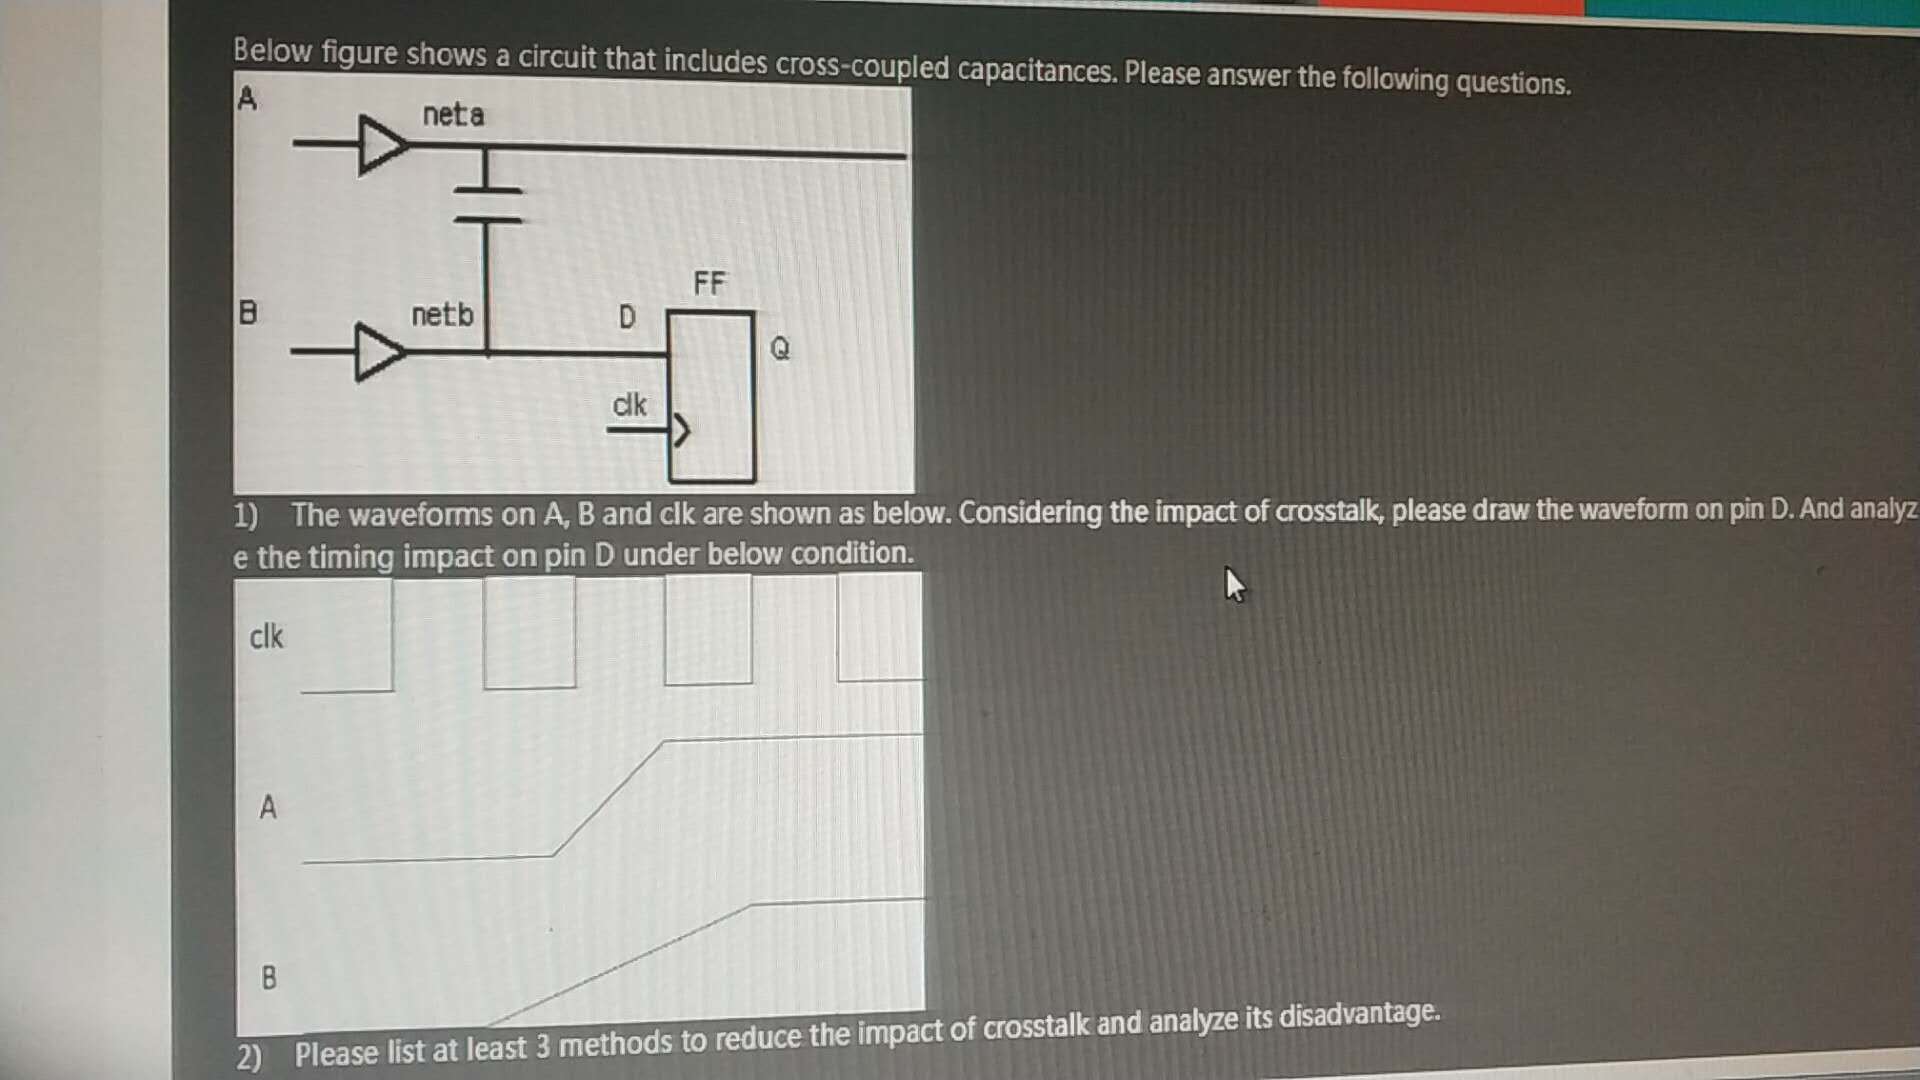 Below figure shows a circuit that includes cross-coupled capacitances. Please answer the following questions.
A
neta
B
netb
D
FF
Q
clk
1) The waveforms on A, B and clk are shown as below. Considering the impact of crosstalk, please draw the waveform on pin D. And analyz
e the timing impact on pin D under below condition.
clk
A
B
2) Please list at least 3 methods to reduce the impact of crosstalk and analyze its disadvantage.